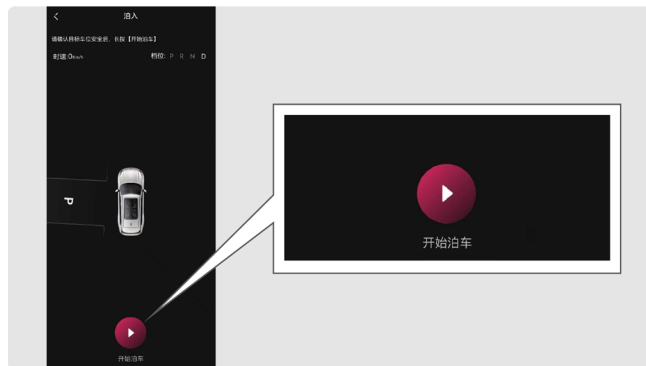 泊入
请确认目标车位安全后，长按【开始泊车】
时速:0km/h 档位: P R N D
P
开始泊车
开始泊车